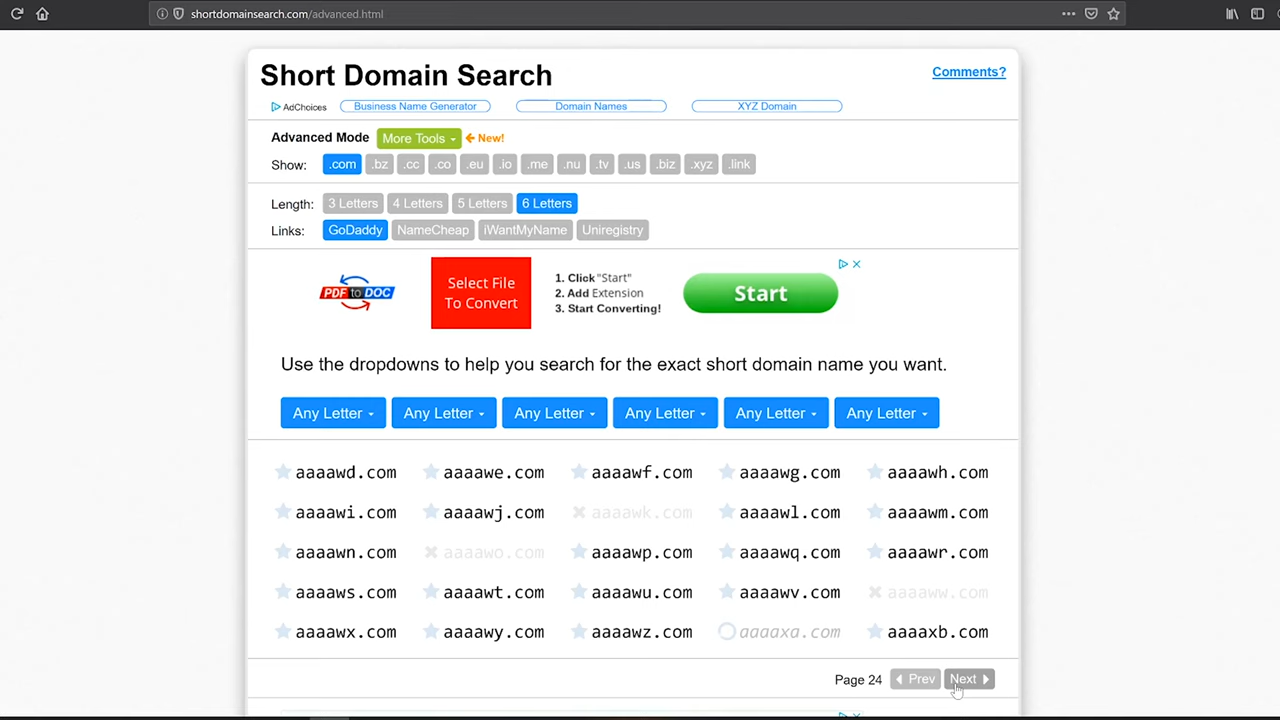 shortdomainsearch.com/advanced.html
Short Domain Search
Comments?
AdChoices Business Name Generator Domain Names XYZ Domain
Advanced Mode More Tools New!
Show: .com .bz .cc .co .eu .io .me .nu .tv .us .biz .xyz .link
Length: 3 Letters 4 Letters 5 Letters 6 Letters
Links: GoDaddy NameCheap iWantMyName Uniregistry
PDF to DOC
Select File
To Convert
1. Click "Start"
2. Add Extension
3. Start Converting!
Start
Use the dropdowns to help you search for the exact short domain name you want.
Any Letter Any Letter Any Letter Any Letter Any Letter Any Letter
aaaawd.com aaaawe.com aaaawf.com aaaawg.com aaaawh.com
aaaawi.com aaaawj.com aaaawk.com aaaawl.com aaaawm.com
aaaawn.com aaaawo.com aaaawp.com aaaawq.com aaaawr.com
aaaaws.com aaaawt.com aaaawu.com aaaawv.com aaaaww.com
aaaawx.com aaaawy.com aaaawz.com aaaaxa.com aaaaxb.com
Page 24 Prev Next